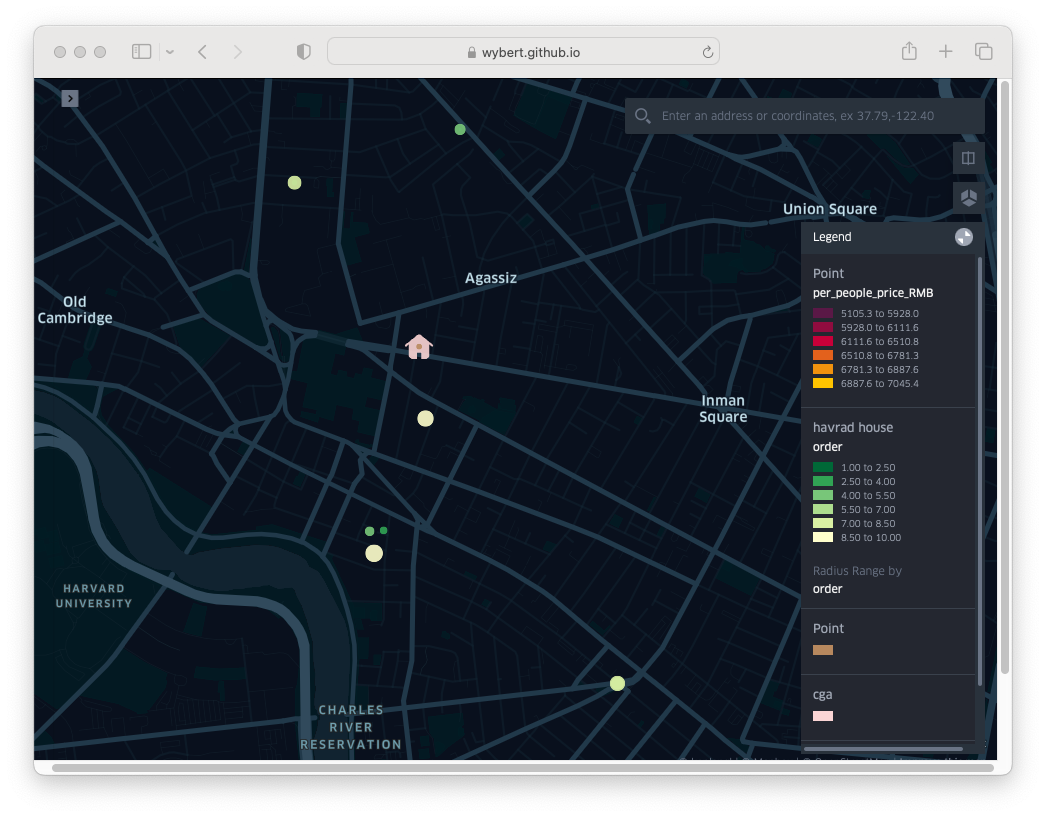 wybert.github.io
Enter an address or coordinates, ex 37.79,-122.40
Union Square
Legend
Agassiz
Point
per_people_price_RMB
5105.3 to 5928.0
5928.0 to 6111.6
6111.6 to 6510.8
6510.8 to 6781.3
6781.3 to 6887.6
6887.6 to 7045.4
Old
Cambridge
Inman
Square
havrad house
order
1.00 to 2.50
2.50 to 4.00
4.00 to 5.50
5.50 to 7.00
7.00 to 8.50
8.50 to 10.00
Radius Range by
order
HARVARD
UNIVERSITY
Point
cga
CHARLES
RIVER
RESERVATION